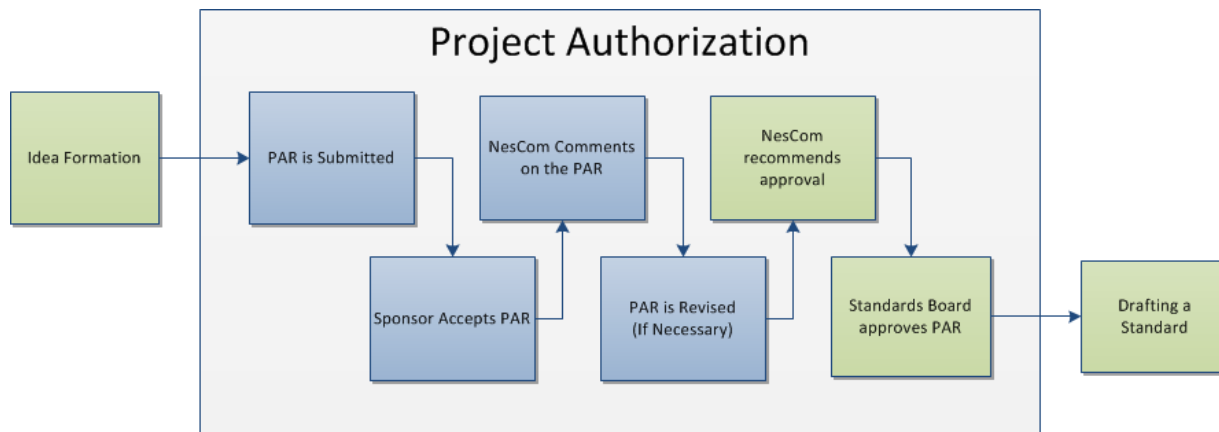 Project Authorization
Idea Formation
PAR is Submitted
Sponsor Accepts PAR
NesCom Comments
on the PAR
PAR is Revised
(If Necessary)
NesCom
recommends
approval
Standards Board
approves PAR
Drafting a
Standard